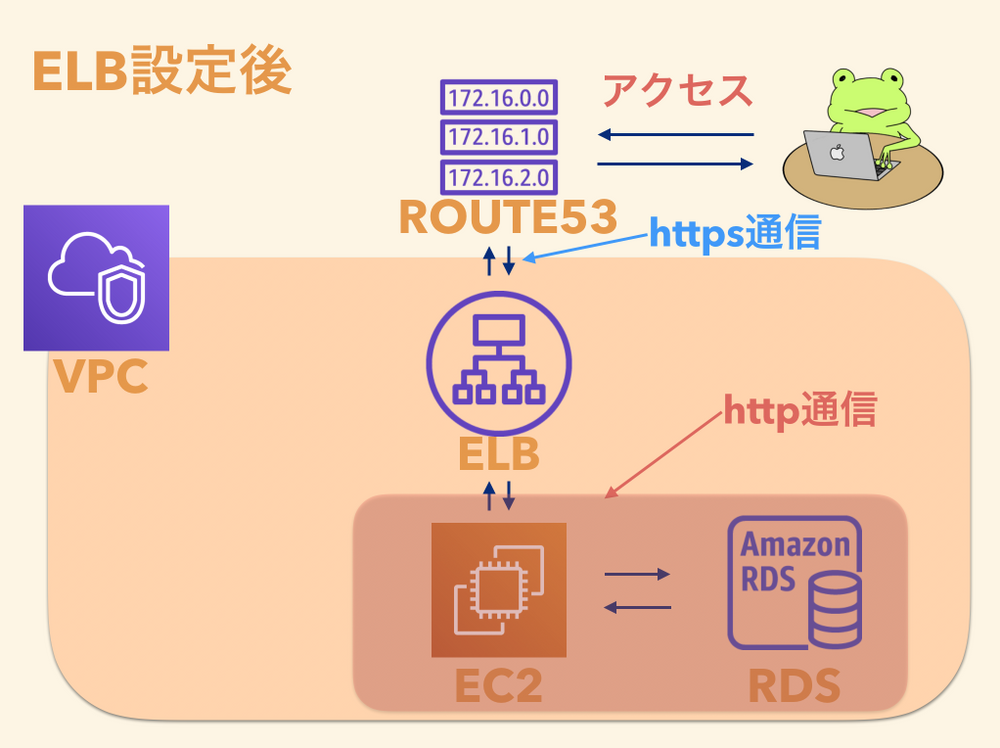 ELB設定後
172.16.0.0
172.16.1.0
172.16.2.0
アクセス
ROUTE53
https通信
VPC
ELB
http通信
Amazon
RDS
EC2
RDS